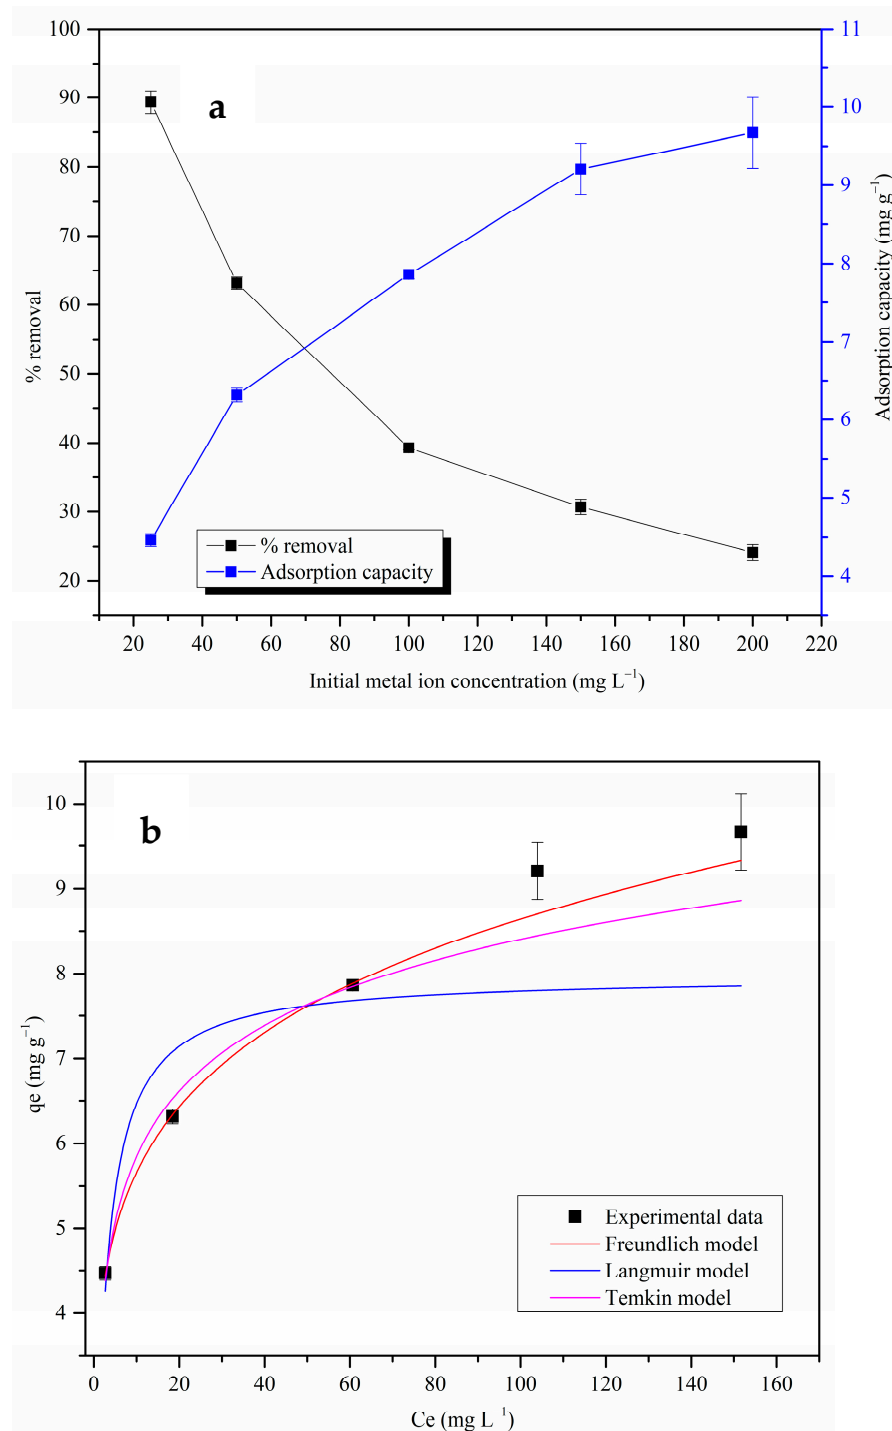 a
100
90
80
70
60
50
40
30
20
% removal
11
10
9
8
7
6
5
4
Adsorption capacity (mg g⁻¹)
% removal
Adsorption capacity
20 40 60 80 100 120 140 160 180 200 220
Initial metal ion concentration (mg L⁻¹)
b
10
9
8
7
6
5
4
qe (mg g⁻¹)
Experimental data
Freundlich model
Langmuir model
Temkin model
0 20 40 60 80 100 120 140 160
Ce (mg L⁻¹)